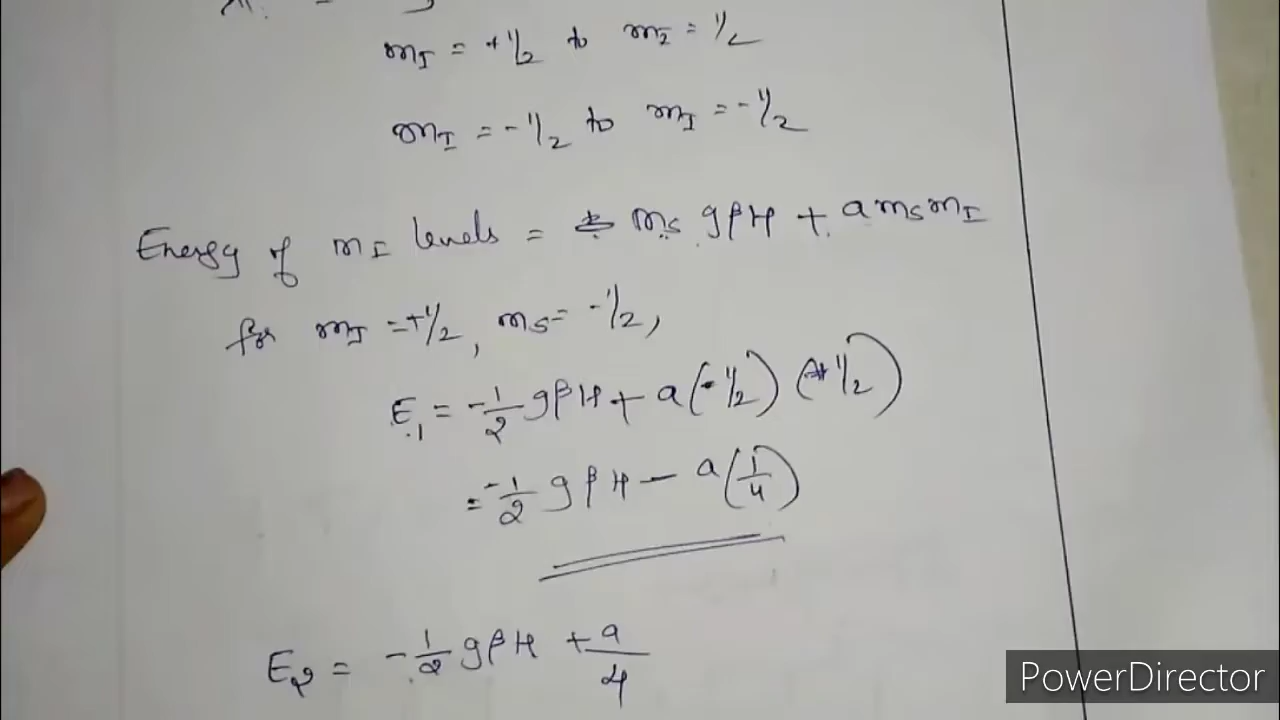 m_I = +1/2 to m_I = 1/2
m_I = -1/2 to m_I = -1/2
Energy of m_I levels = m_s gβH + a m_s m_I
for m_I = +1/2, m_s = -1/2,
E_1 = -1/2 gβH + a(-1/2) (+1/2)
= -1/2 gβH - a(1/4)
E_2 = -1/2 gβH + a/4
PowerDirector